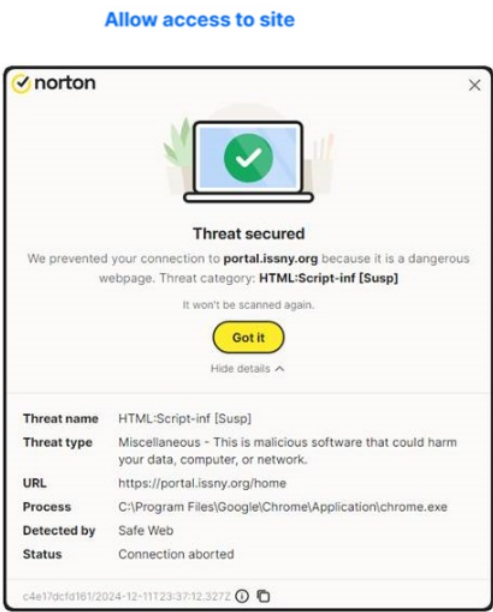 Allow access to site
norton
Threat secured
We prevented your connection to portal.issny.org because it is a dangerous
webpage. Threat category: HTML:Script-inf [Susp]
It won't be scanned again.
Got it
Hide details
Threat name HTML:Script-inf [Susp]
Threat type Miscellaneous - This is malicious software that could harm
your data, computer, or network.
URL https://portal.issny.org/home
Process C:\Program Files\Google\Chrome\Application\chrome.exe
Detected by Safe Web
Status Connection aborted
c4e17dcfd161/2024-12-11T23:37:12.327Z